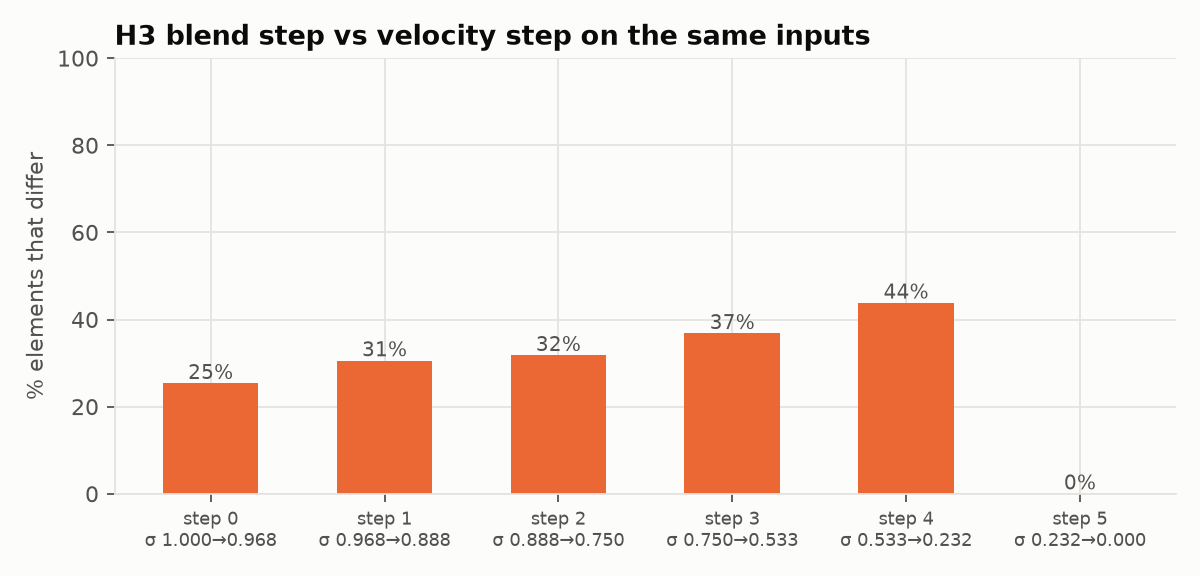 H3 blend step vs velocity step on the same inputs
% elements that differ
100
80
60
40
20
0
25%
31%
32%
37%
44%
0%
step 0
σ 1.000→0.968
step 1
σ 0.968→0.888
step 2
σ 0.888→0.750
step 3
σ 0.750→0.533
step 4
σ 0.533→0.232
step 5
σ 0.232→0.000